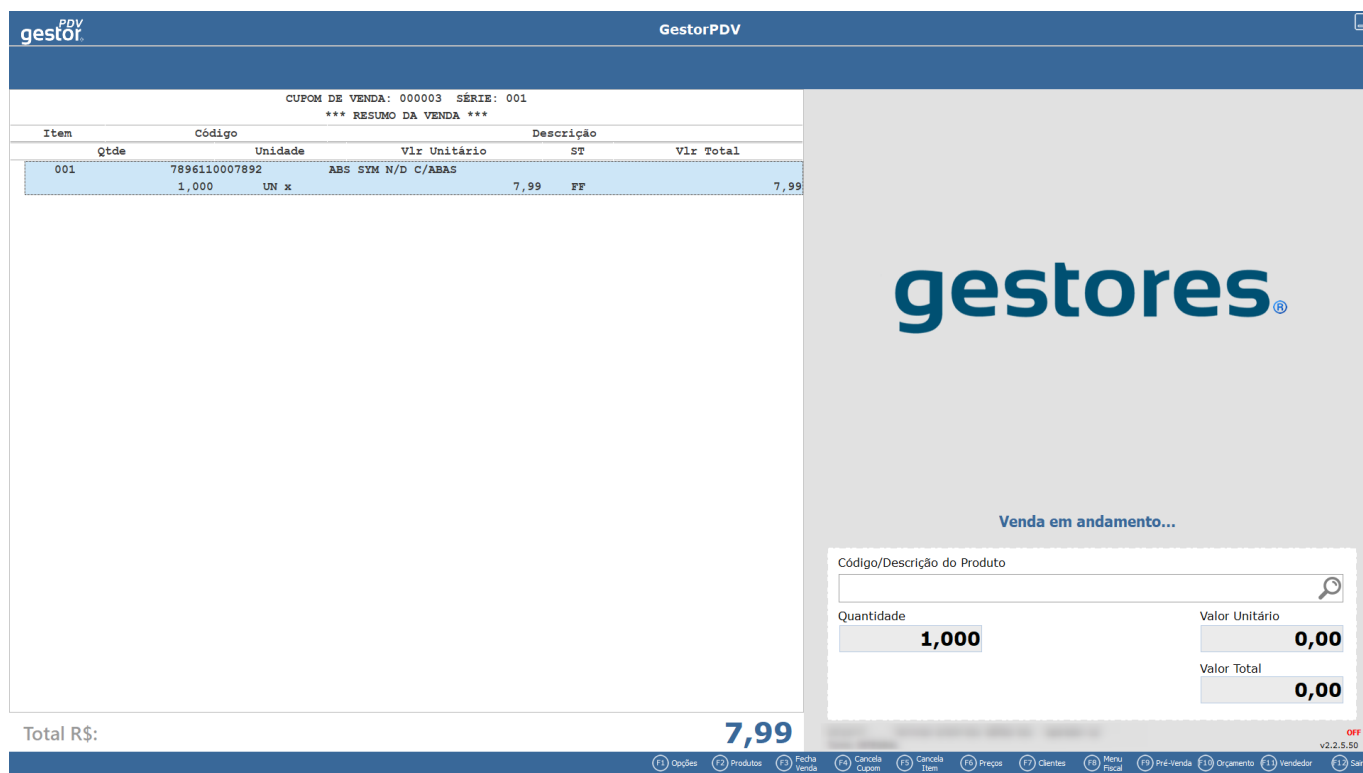 gestor PDV
GestorPDV
CUPOM DE VENDA: 000003 SÉRIE: 001
*** RESUMO DA VENDA ***
Item Código Descrição
Qtde Unidade Vlr Unitário ST Vlr Total
001 7896110007892 ABS SYM N/D C/ABAS
1,000 UN x 7,99 FF 7,99
gestores®
Venda em andamento...
Código/Descrição do Produto
Quantidade Valor Unitário
1,000 0,00
Valor Total
0,00
Total R$: 7,99
OFF
v2.2.5.50
F1 Opções F2 Produtos F3 Fecha Venda F4 Cancela Cupom F5 Cancela Item F6 Preços F7 Clientes F8 Menu Fiscal F9 Pré-Venda F10 Orçamento F11 Vendedor F12 Sair